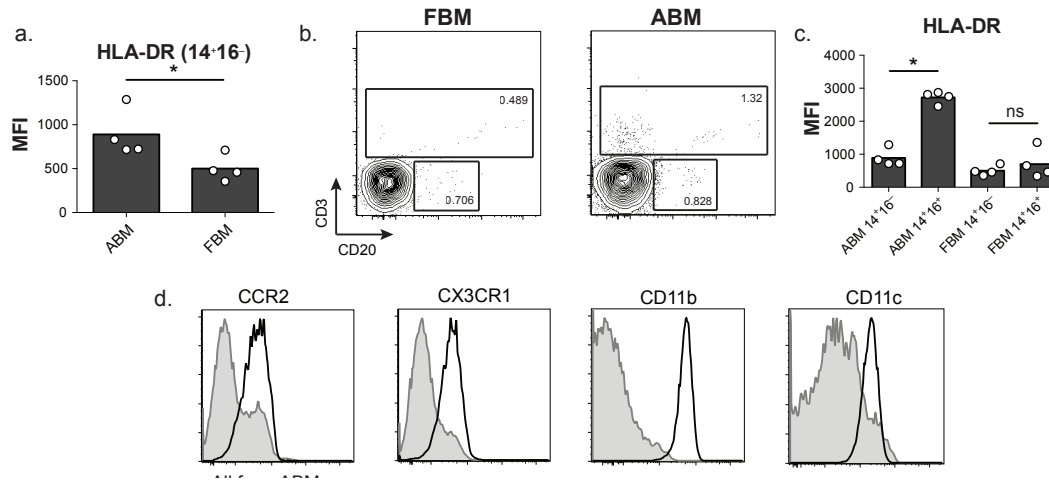 a.
HLA-DR (14⁺16⁻)
*
MFI
1500
1000
500
0
ABM
FBM
b.
FBM
0.489
0.706
CD3
CD20
ABM
1.32
0.828
c.
HLA-DR
*
ns
MFI
4000
3000
2000
1000
0
ABM 14⁺16⁻
ABM 14⁺16⁺
FBM 14⁺16⁻
FBM 14⁺16⁺
d.
CCR2
CX3CR1
CD11b
CD11c